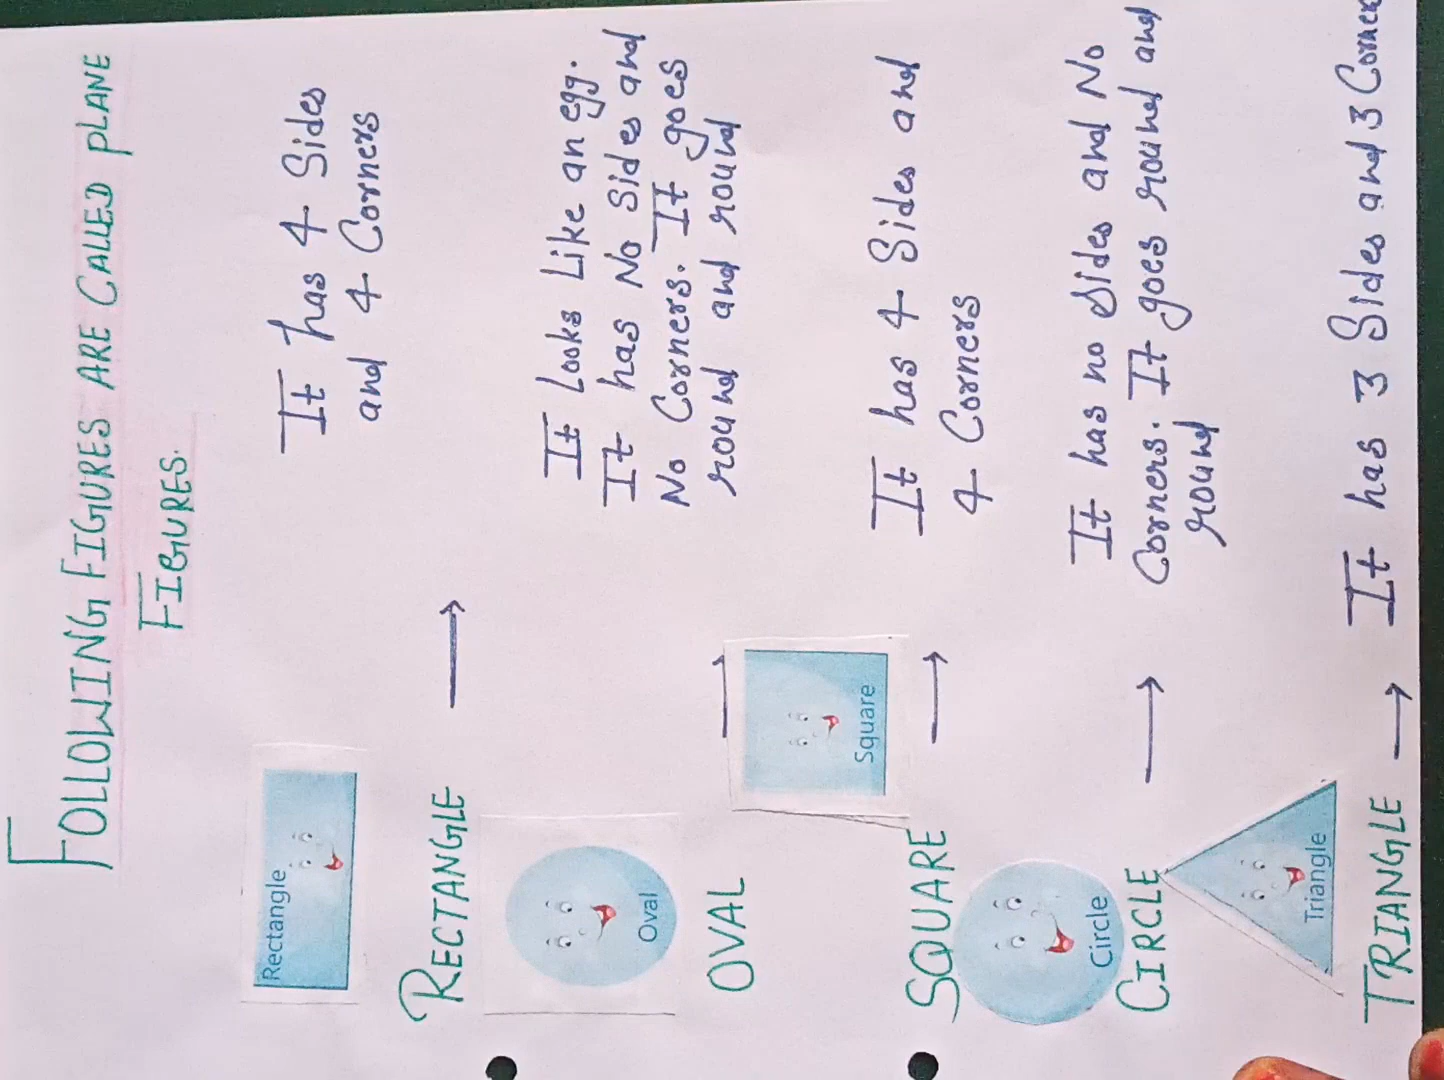 FOLLOWING FIGURES ARE CALLED PLANE
FIGURES.
Rectangle
RECTANGLE →
It has 4 Sides
and 4 Corners
Oval
OVAL →
It Looks Like an egg.
It has No Sides and
No Corners. It goes
round and round
Square
SQUARE →
It has 4 Sides and
4 Corners
Circle
CIRCLE →
It has no Sides and No
Corners. It goes round and
round
Triangle
TRIANGLE → It has 3 Sides and 3 Corner